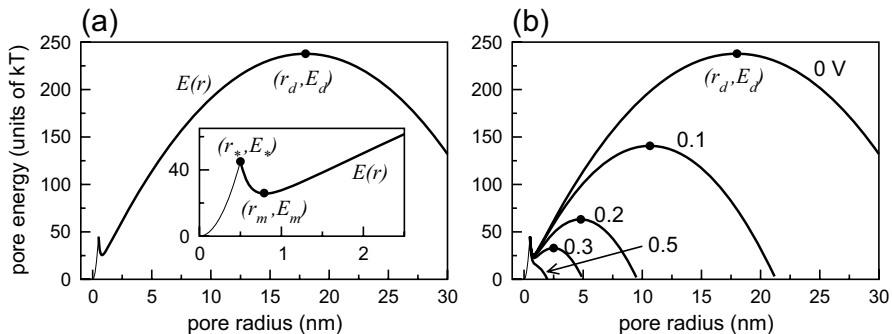 (a)
pore energy (units of kT)
250
200
150
100
50
0
E(r)
(r_d,E_d)
(r_*,E_*)
40
0
E(r)
(r_m,E_m)
0 1 2
0 5 10 15 20 25 30
pore radius (nm)
(b)
250
200
150
100
50
0
0 V
(r_d,E_d)
0.1
0.2
0.3
0.5
0 5 10 15 20 25 30
pore radius (nm)